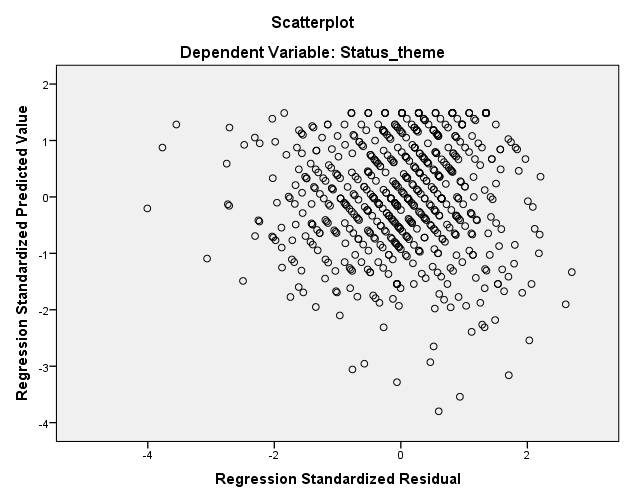 Scatterplot
Dependent Variable: Status_theme
Regression Standardized Predicted Value
2
1
0
-1
-2
-3
-4
-4
-2
0
2
Regression Standardized Residual